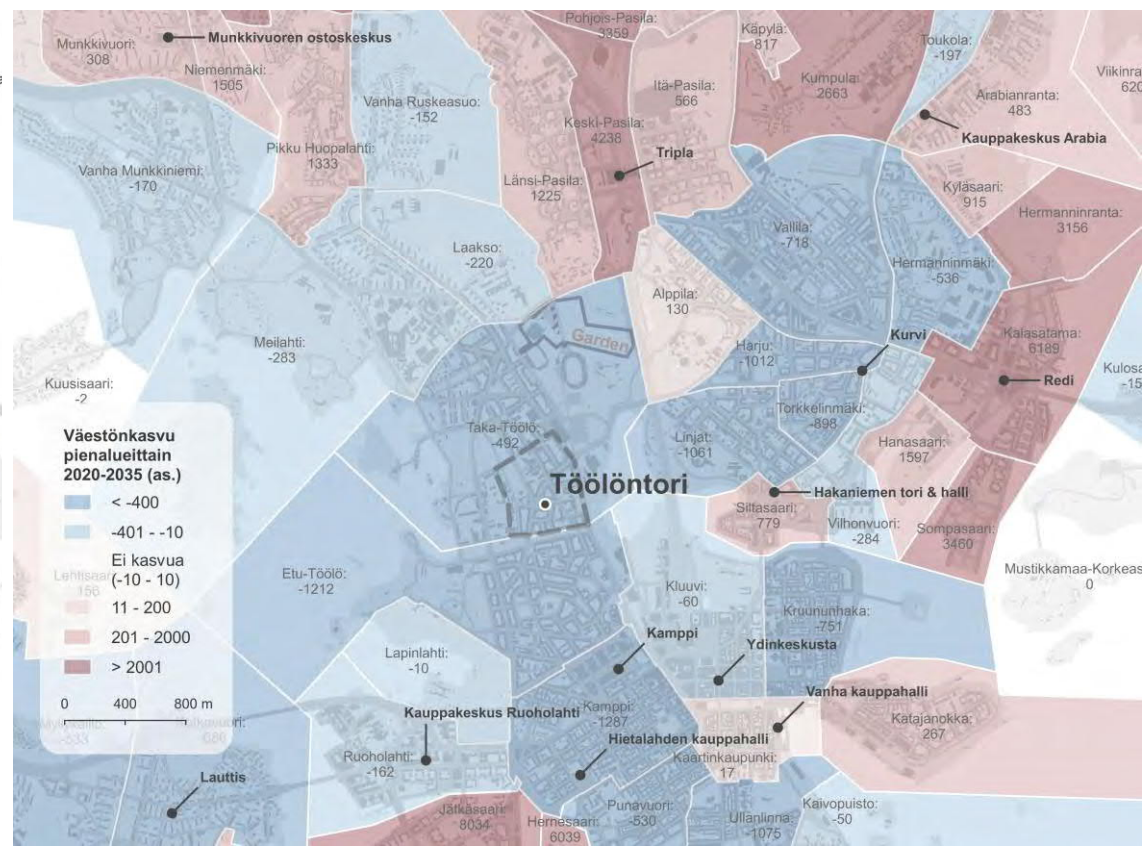 Pohjois-Pasila:
3359
Munkkivuori:
308
Munkkivuoren ostoskeskus
Niemenmäki:
1505
Käpylä:
817
Toukola:
-197
Kumpula:
2663
Itä-Pasila:
566
Vanha Ruskeasuo:
-152
Keski-Pasila:
4238
Arabianranta:
483
Kauppakeskus Arabia
Pikku Huopalahti:
1333
Vanha Munkkiniemi:
-170
Länsi-Pasila:
1225
Tripla
Kyläsaari:
915
Hermanninranta:
3156
Laakso:
-220
Vallila:
-718
Hermanninmäki:
-536
Alppila:
130
Meilahti:
-283
Garden
Harju:
-1012
Kurvi
Kalasatama:
6189
Redi
Kuusisaari:
-2
Torkkelinmäki:
-898
Taka-Töölö:
-492
Linjat:
-1061
Hanasaari:
1597
Töölöntori
Hakaniemen tori & halli
Siltasaari:
779
Vilhonvuori:
-284
Sompasaari:
3460
Väestönkasvu
pienalueittain
2020-2035 (as.)
< -400
-401 - -10
Ei kasvua
(-10 - 10)
11 - 200
201 - 2000
> 2001
0 400 800 m
Etu-Töölö:
-1212
Kluuvi:
-60
Kruununhaka:
-751
Lapinlahti:
-10
Kamppi
Ydinkeskusta
Vanha kauppahalli
Kauppakeskus Ruoholahti
Kamppi:
-1287
Katajanokka:
267
Hietalahden kauppahalli
Ruoholahti:
-162
Kaartinkaupunki:
17
Lauttis
Jätkäsaari:
8034
Hernesaari:
6039
Punavuori:
-530
Ullanlinna:
-1075
Kaivopuisto:
-50